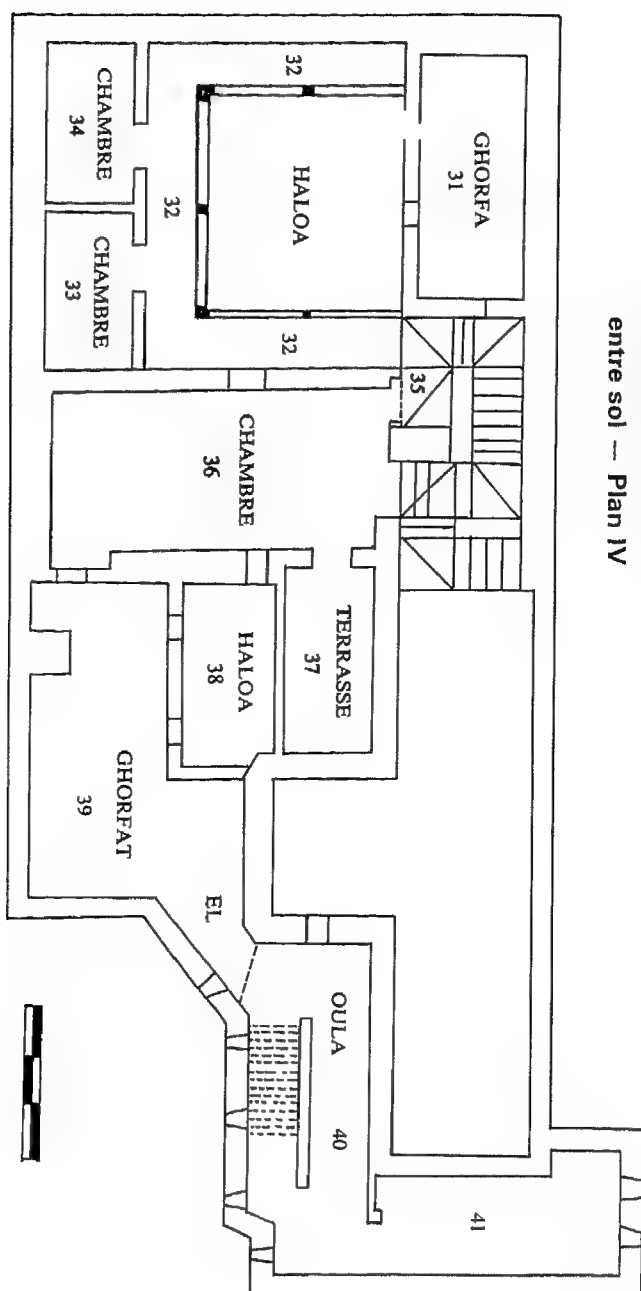 entre sol — Plan IV
GHORFA
31
32
HALOA
32
32
CHAMBRE
34
CHAMBRE
33
35
CHAMBRE
36
TERRASSE
37
HALOA
38
GHORFAT
39
EL
OULA
40
41